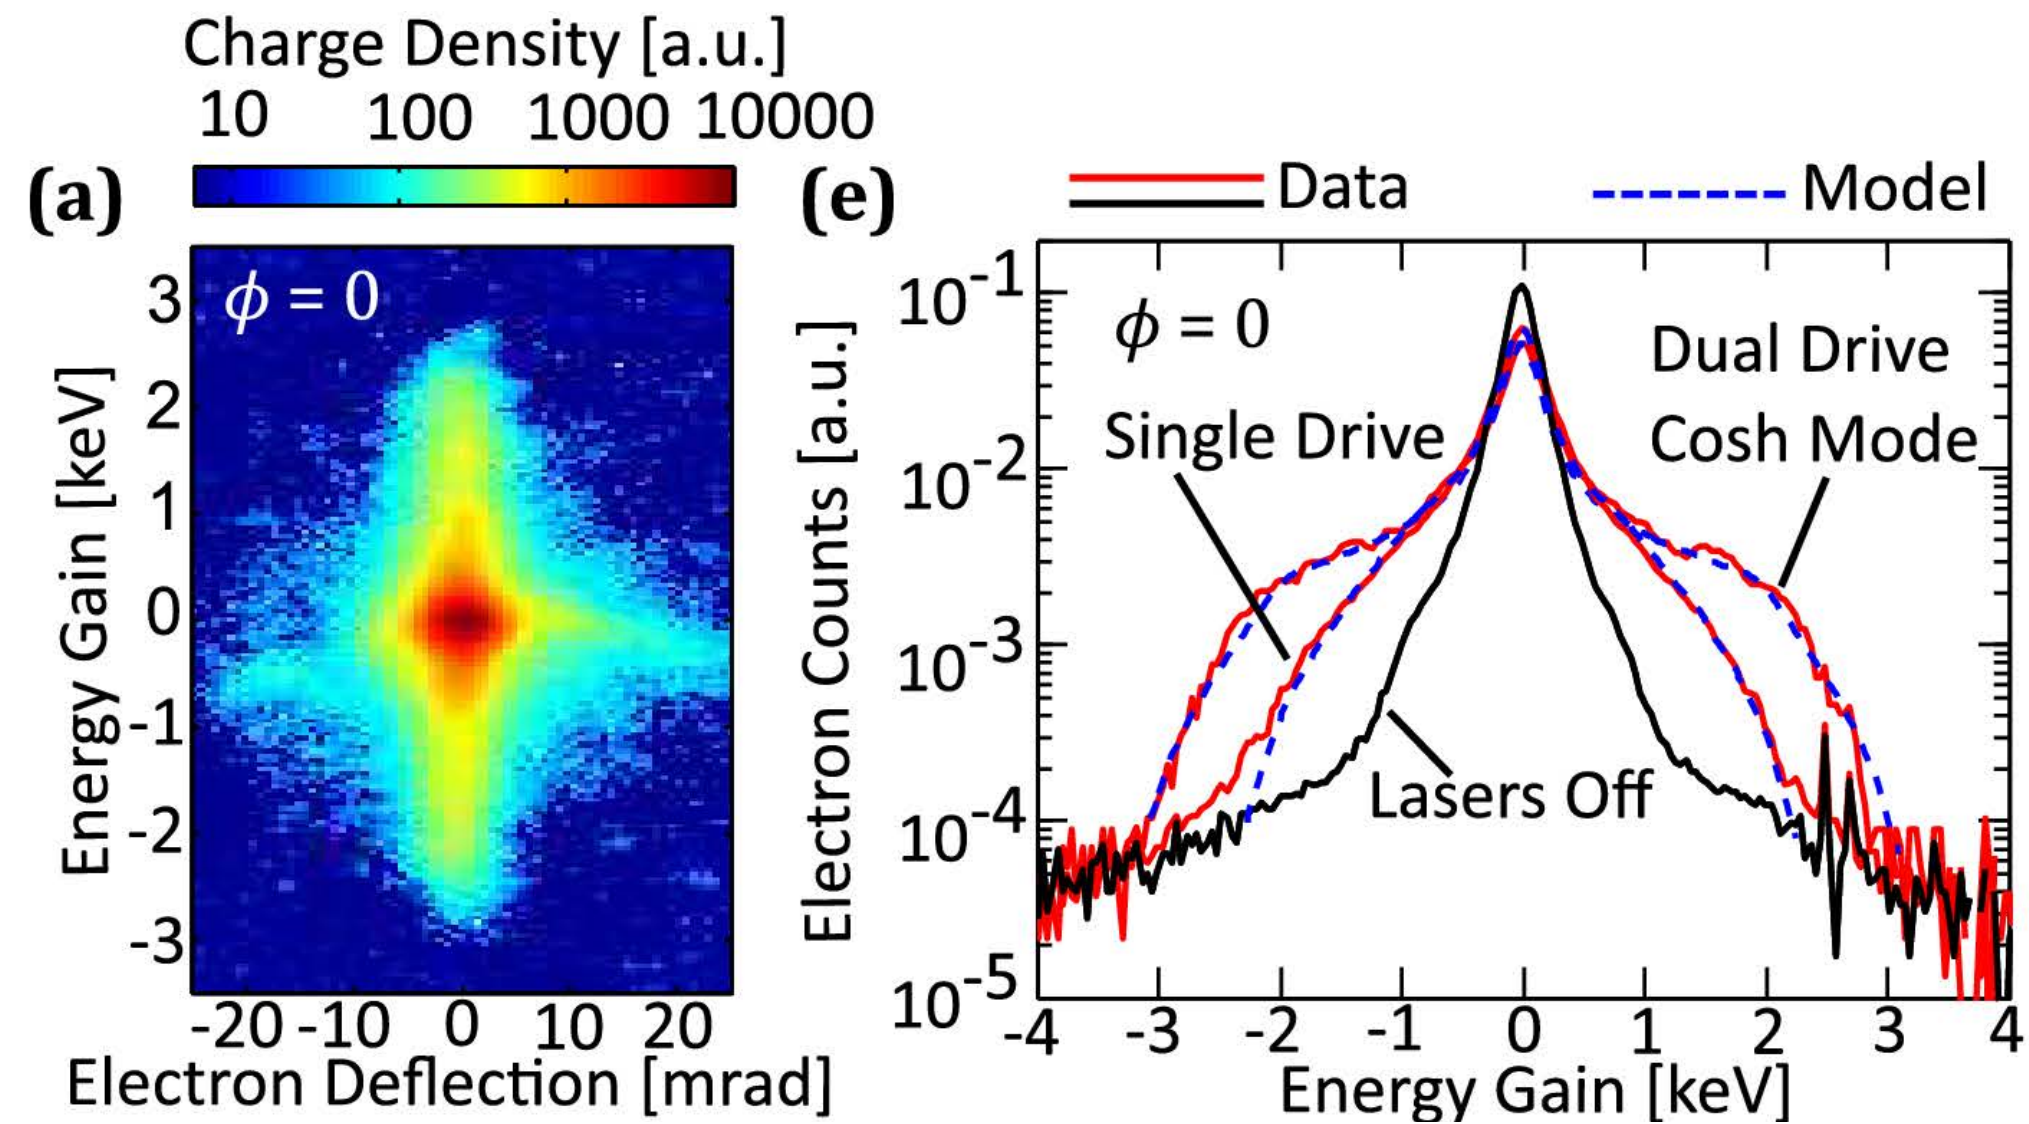 Charge Density [a.u.]
10 100 1000 10000
(a)
ϕ = 0
3
2
1
0
-1
-2
-3
Energy Gain [keV]
-20 -10 0 10 20
Electron Deflection [mrad]
(e)
Data
Model
ϕ = 0
Dual Drive
Cosh Mode
Single Drive
Lasers Off
10^-1
10^-2
10^-3
10^-4
10^-5
Electron Counts [a.u.]
-4 -3 -2 -1 0 1 2 3 4
Energy Gain [keV]